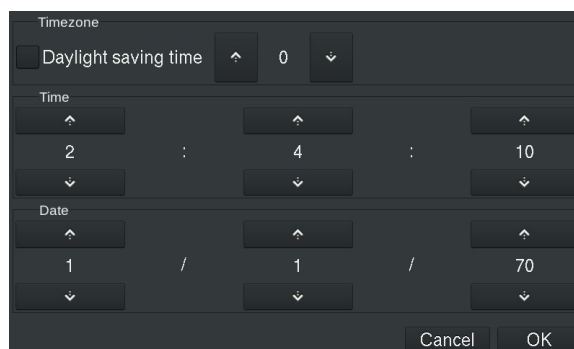 Timezone
Daylight saving time 0
Time
2 : 4 : 10
Date
1 / 1 / 70
Cancel OK